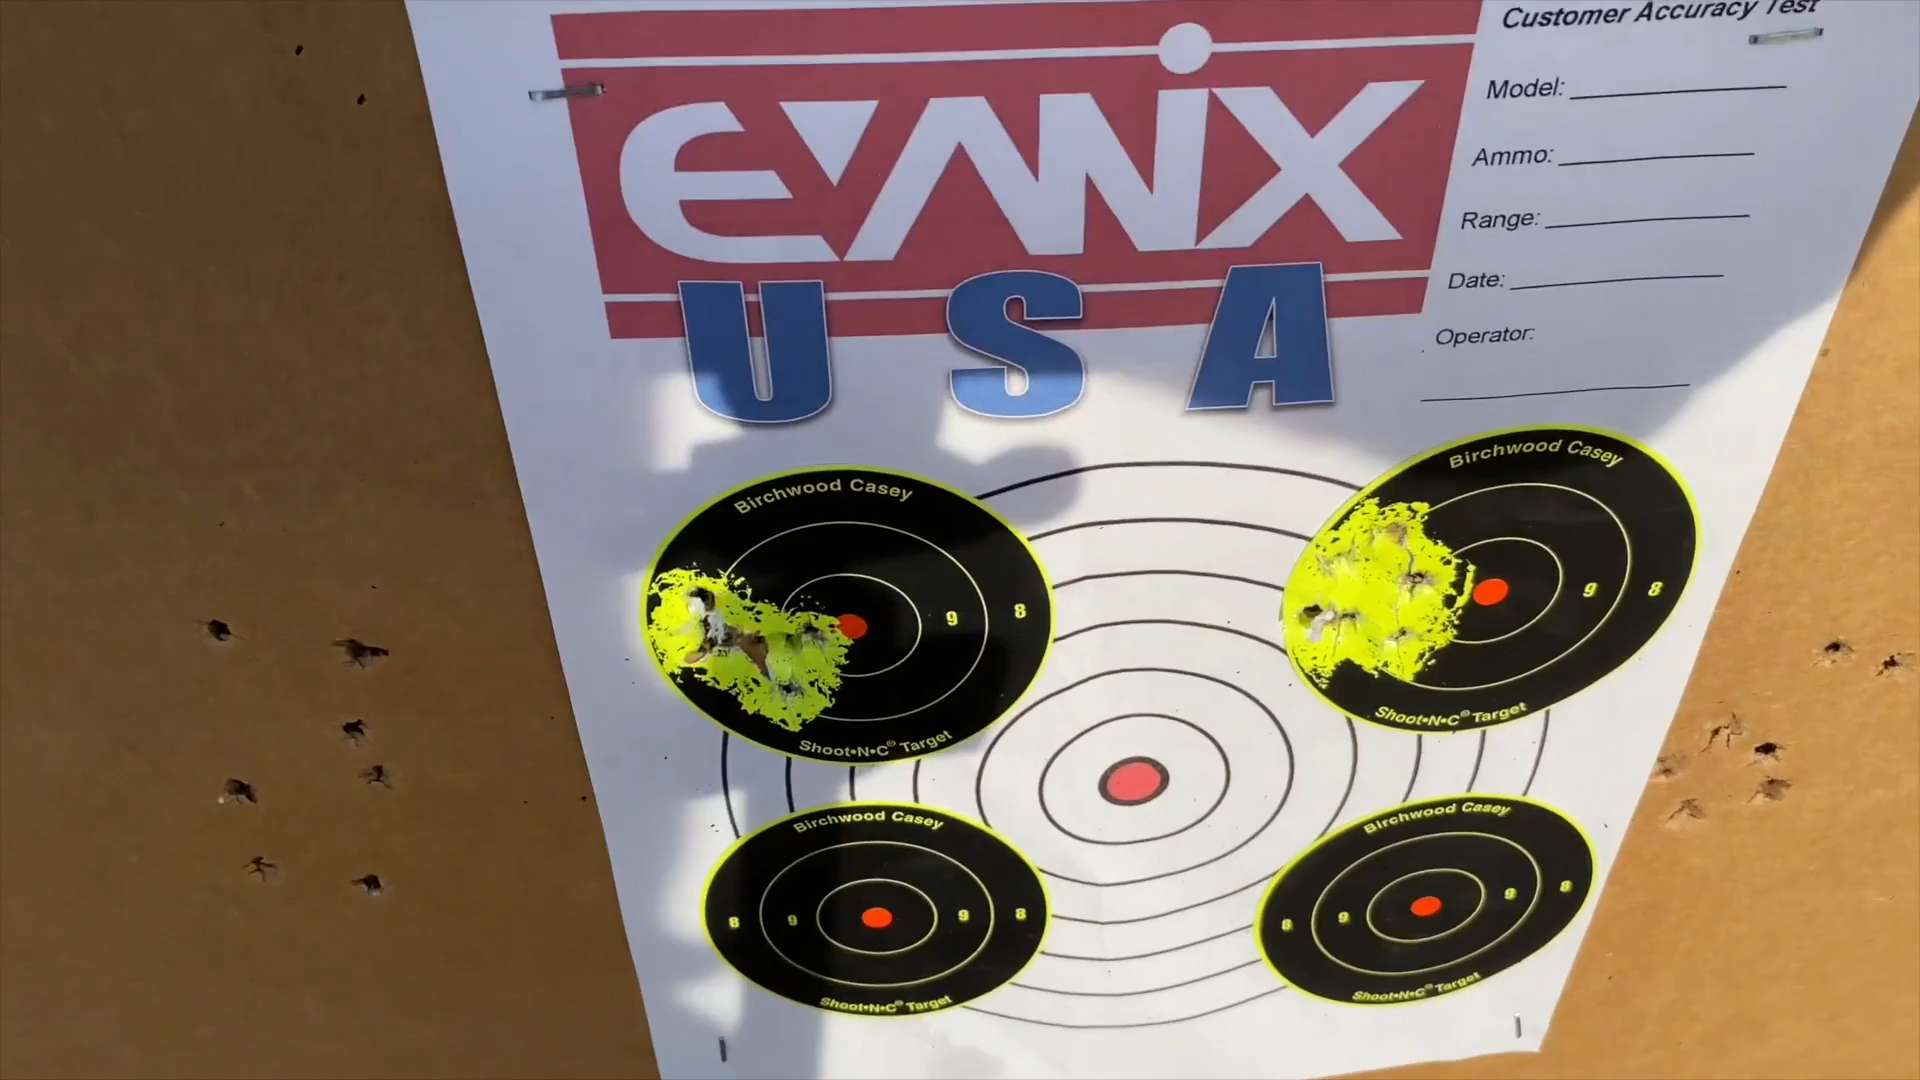 Customer Accuracy Test
EVANIX
USA
Model:
Ammo:
Range:
Date:
Operator:
Birchwood Casey
9 8
Shoot•N•C® Target
Birchwood Casey
9 8
Shoot•N•C® Target
Birchwood Casey
8 9 9 8
Shoot•N•C® Target
Birchwood Casey
8 9 9 8
Shoot•N•C® Target